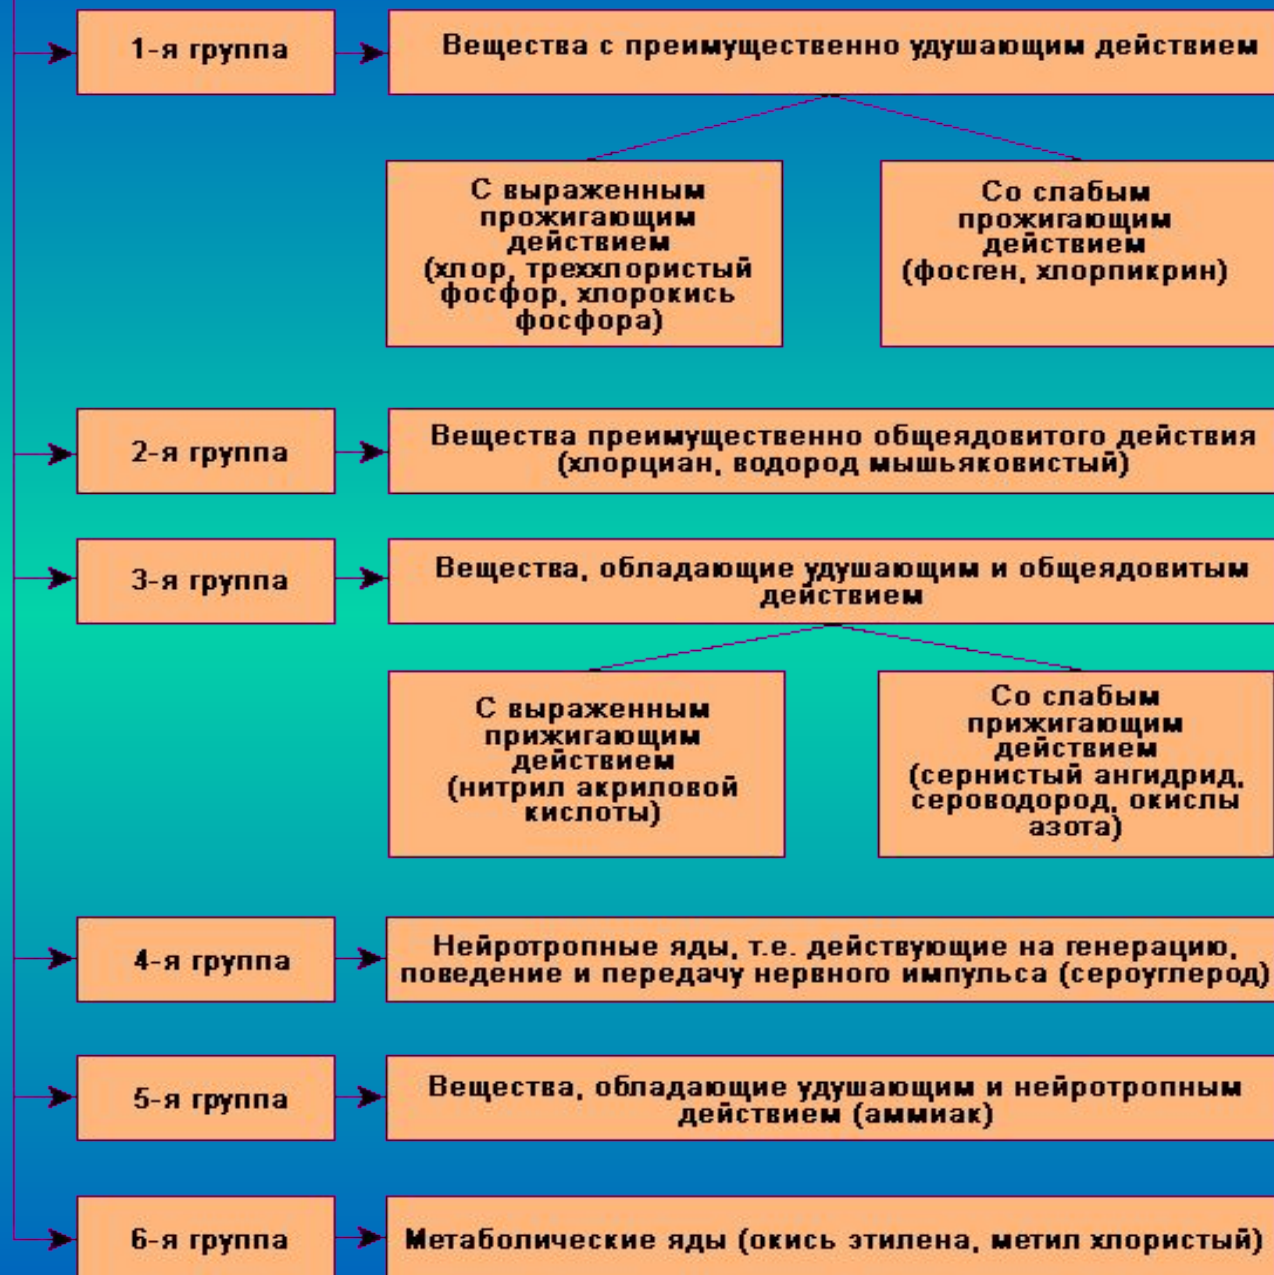 1-я группа
Вещества с преимущественно удушающим действием
С выраженным
прожигающим
действием
(хлор, треххлористый
фосфор, хлорокись
фосфора)
Со слабым
прожигающим
действием
(фосген, хлорпикрин)
2-я группа
Вещества преимущественно общеядовитого действия
(хлорциан, водород мышьяковистый)
3-я группа
Вещества, обладающие удушающим и общеядовитым
действием
С выраженным
прижигающим
действием
(нитрил акриловой
кислоты)
Со слабым
прижигающим
действием
(сернистый ангидрид,
сероводород, окислы
азота)
4-я группа
Нейротропные яды, т.е. действующие на генерацию,
поведение и передачу нервного импульса (сероуглерод)
5-я группа
Вещества, обладающие удушающим и нейротропным
действием (аммиак)
6-я группа
Метаболические яды (окись этилена, метил хлористый)